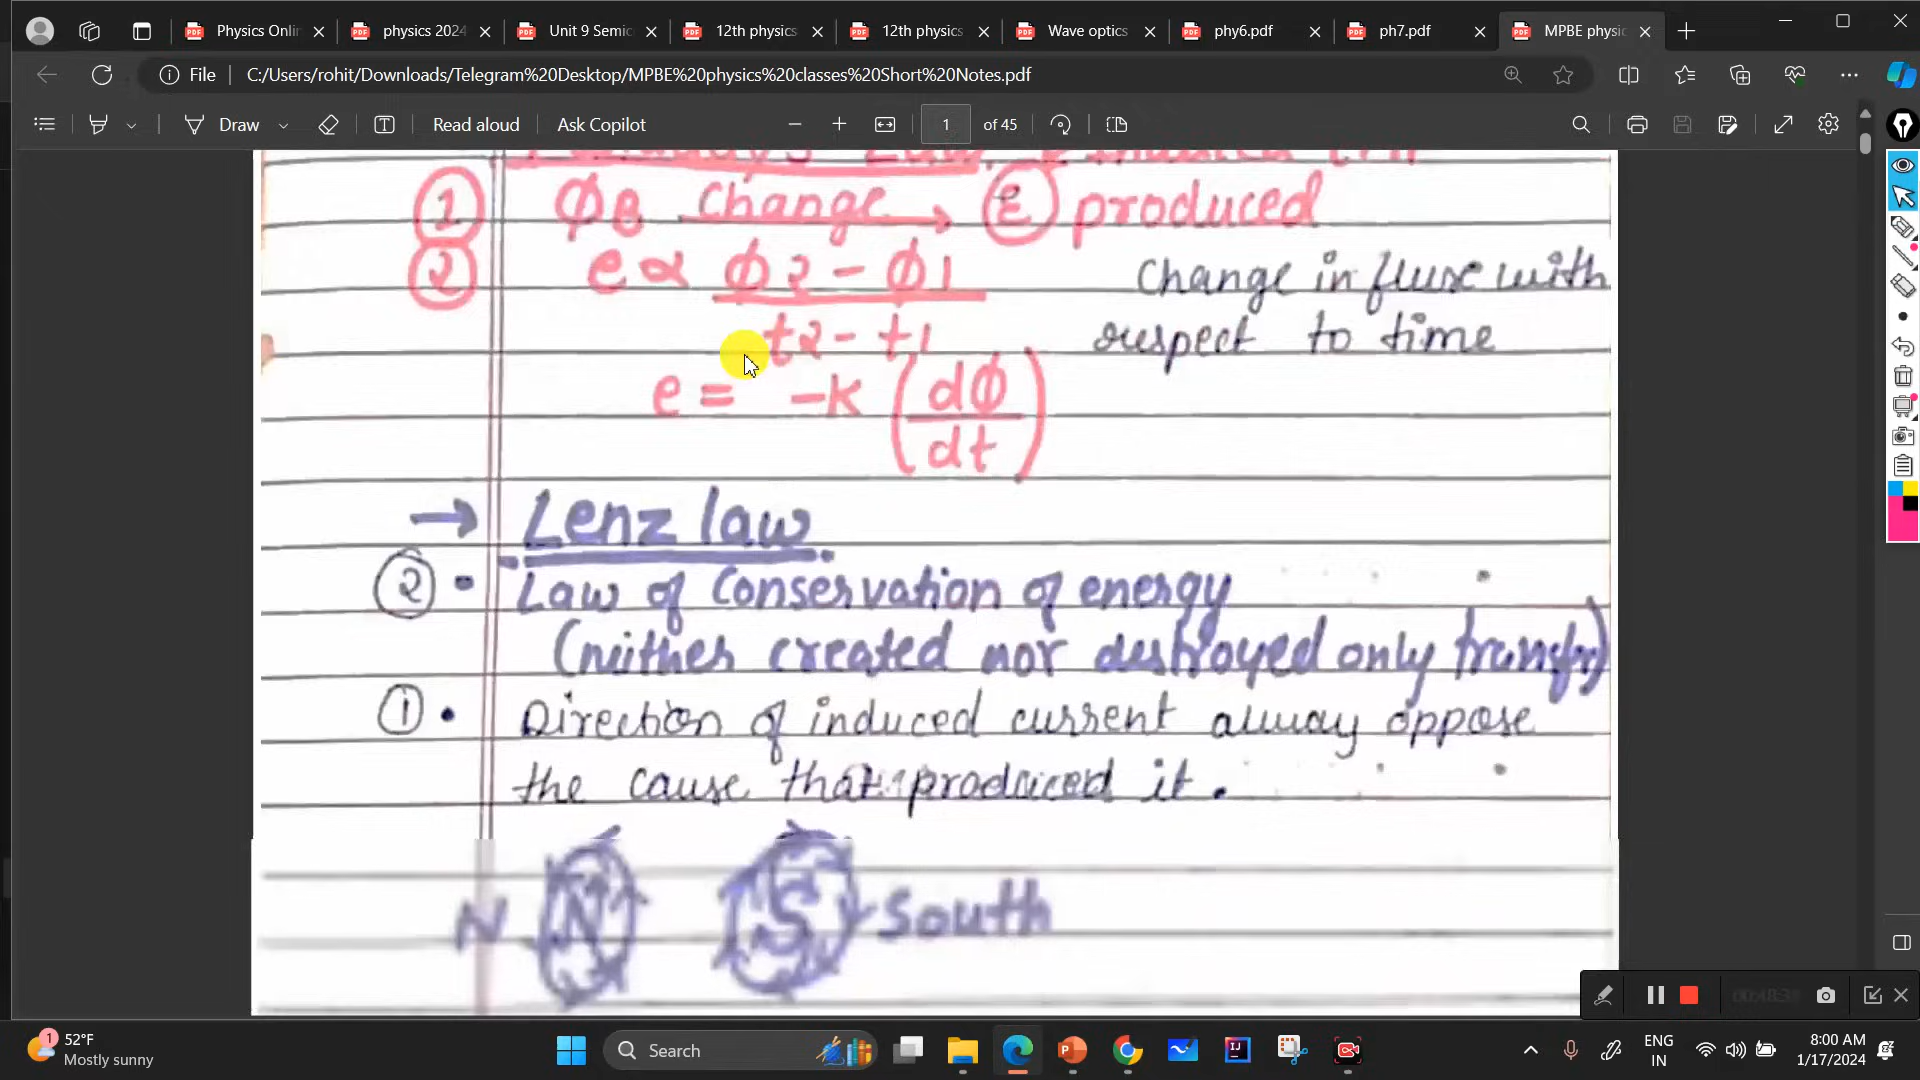 Physics Onlin
physics 2024
Unit 9 Semic
12th physics
12th physics
Wave optics
phy6.pdf
ph7.pdf
MPBE physic
File
C:/Users/rohit/Downloads/Telegram%20Desktop/MPBE%20physics%20classes%20Short%20Notes.pdf
Draw
Read aloud
Ask Copilot
1 of 45
1 ϕB Change → ε produced
2 e ∝ ϕ2 - ϕ1
t2 - t1
Change in flux with
respect to time
e = -K (dϕ/dt)
→ Lenz law
② • Law of Conservation of energy
(neither created nor destroyed only transfr)
① • Direction of induced current alway oppose
the cause that produced it.
N N S South
1
52°F
Mostly sunny
Search
ENG
IN
8:00 AM
1/17/2024